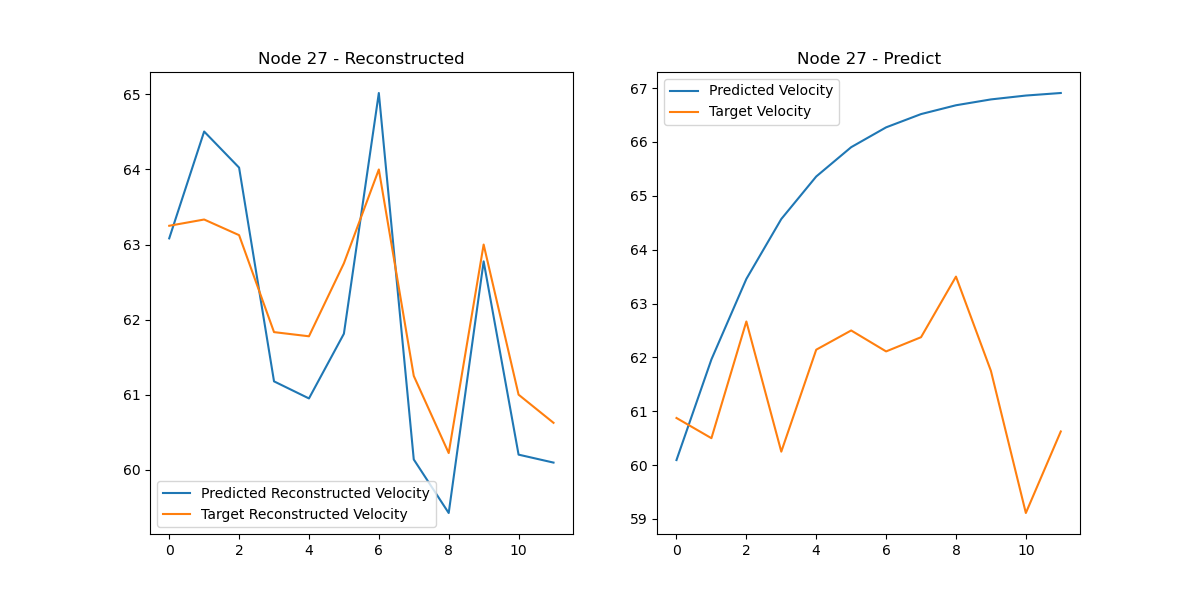 Node 27 - Reconstructed
65
64
63
62
61
60
Predicted Reconstructed Velocity
Target Reconstructed Velocity
0 2 4 6 8 10
Node 27 - Predict
Predicted Velocity
Target Velocity
67
66
65
64
63
62
61
60
59
0 2 4 6 8 10